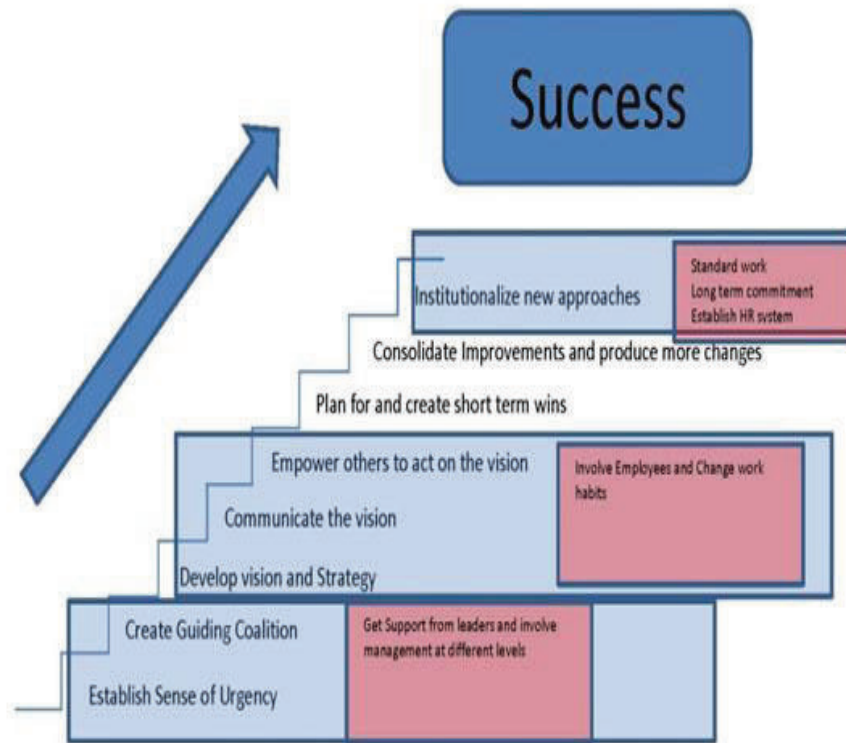 Success
Standard work
Long term commitment
Establish HR system
Institutionalize new approaches
Consolidate Improvements and produce more changes
Plan for and create short term wins
Empower others to act on the vision
Involve Employees and Change work
habits
Communicate the vision
Develop vision and Strategy
Create Guiding Coalition
Get Support from leaders and involve
management at different levels
Establish Sense of Urgency